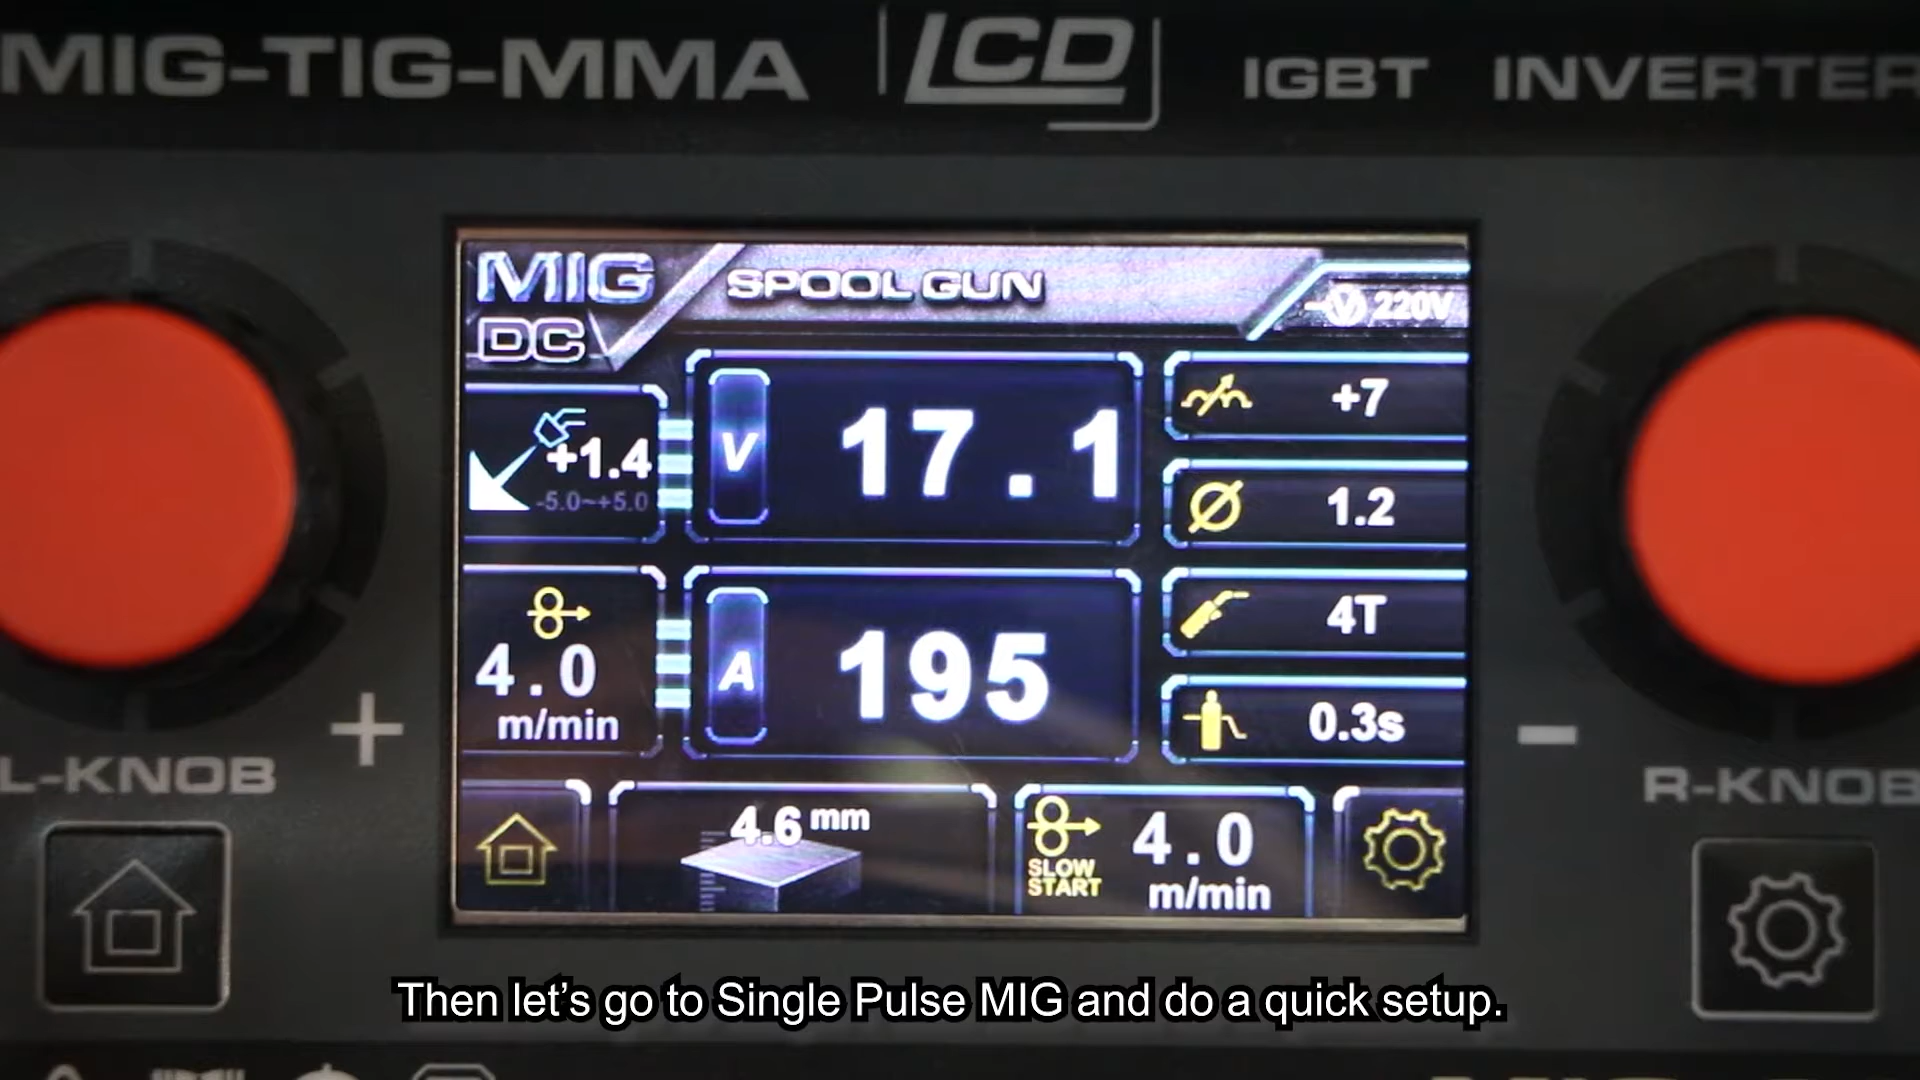 MIG-TIG-MMA LCD IGBT INVERTER
MIG SPOOL GUN
DC
V 220V
+1.4
-5.0~+5.0
V 17.1
+7
1.2
4.0
m/min
A 195
4T
0.3s
L-KNOB +
- R-KNOB
4.6 mm
SLOW START 4.0 m/min
Then let's go to Single Pulse MIG and do a quick setup.